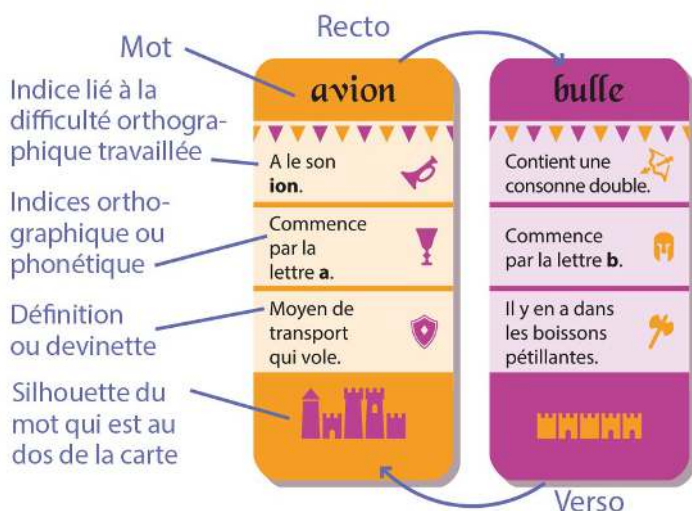 Recto
Mot
Indice lié à la
difficulté orthogra-
phique travaillée
Indices ortho-
graphique ou
phonétique
Définition
ou devinette
Silhouette du
mot qui est au
dos de la carte
avion
A le son
ion.
Commence
par la
lettre a.
Moyen de
transport
qui vole.
bulle
Contient une
consonne double.
Commence
par la lettre b.
Il y en a dans
les boissons
pétillantes.
Verso